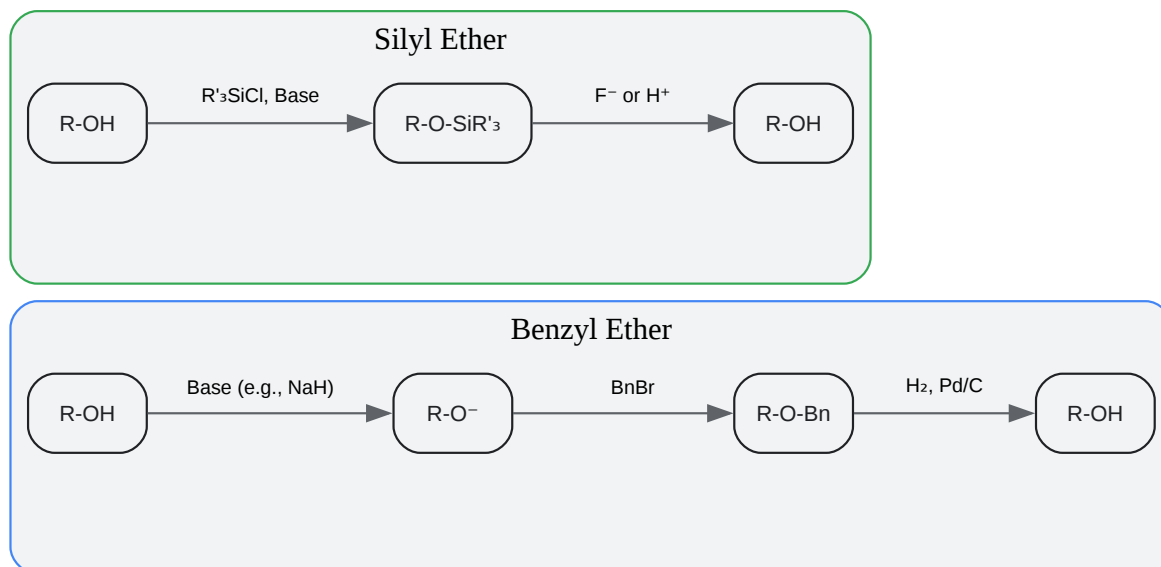 Silyl Ether
R'₃SiCl, Base
F⁻ or H⁺
R-OH
R-O-SiR'₃
R-OH
Benzyl Ether
Base (e.g., NaH)
BnBr
H₂, Pd/C
R-OH
R-O⁻
R-O-Bn
R-OH